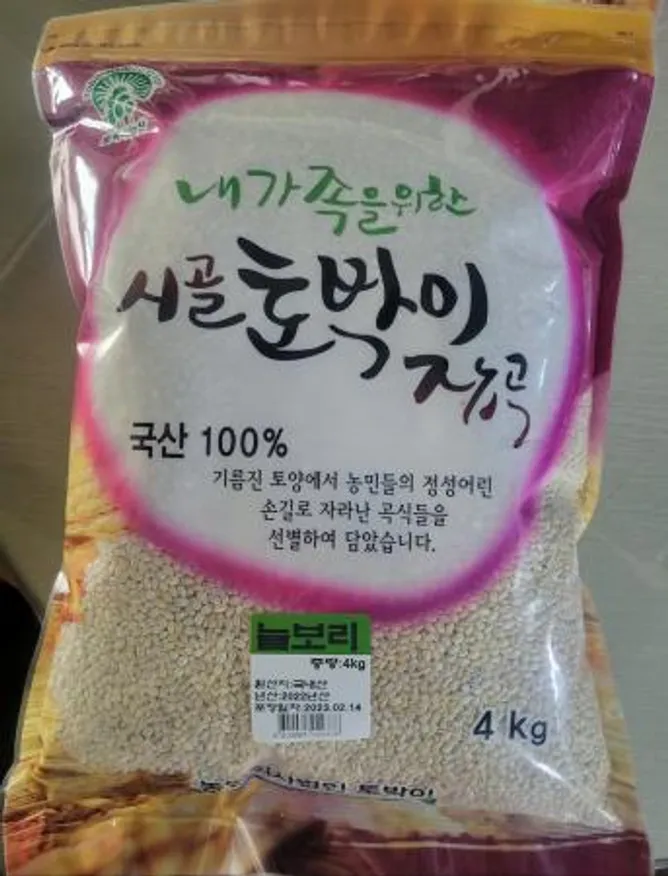 내가족을위한
시골토박이
잡곡
국산 100%
기름진 토양에서 농민들의 정성어린
손길로 자라난 곡식들을
선별하여 담았습니다.
늘보리
중량:4kg
원산지:국내산
년산:2022년산
포장일자:2023.02.14
4 kg
토박이